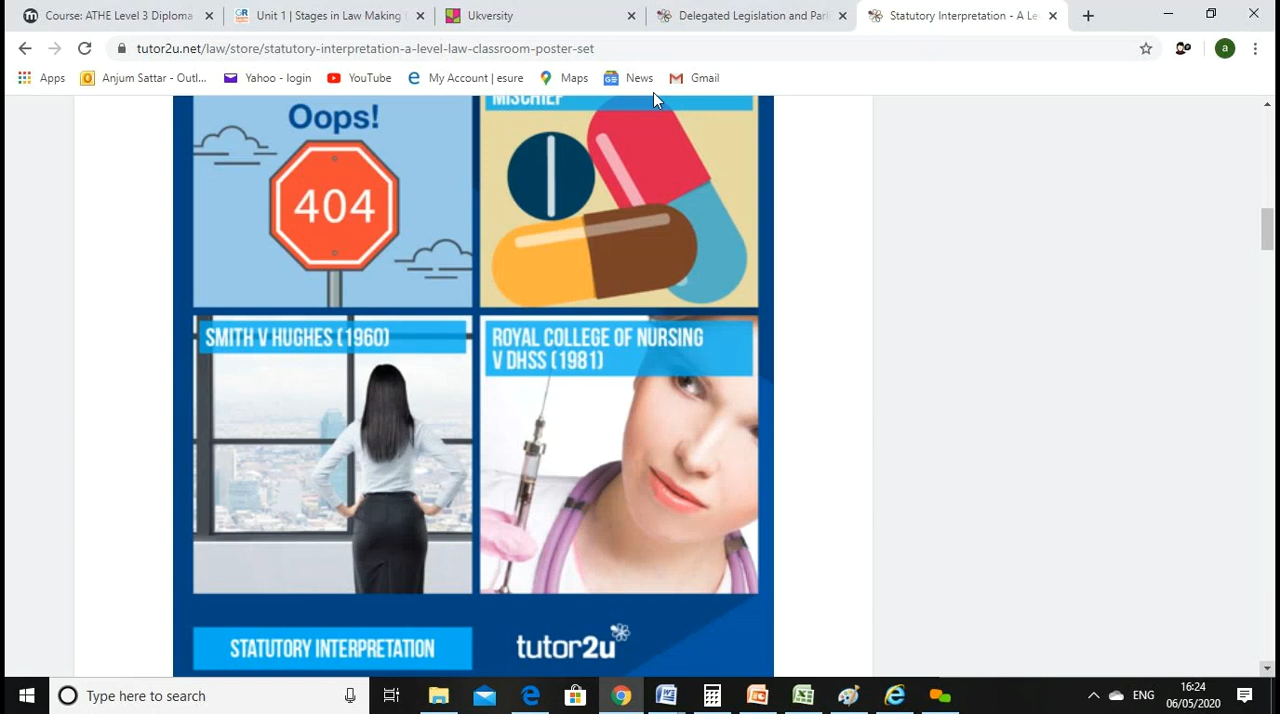 Course: ATHE Level 3 Diploma
Unit 1 | Stages in Law Making
Ukversity
Delegated Legislation and Parl
Statutory Interpretation - A Le
tutor2u.net/law/store/statutory-interpretation-a-level-law-classroom-poster-set
a
Apps
Anjum Sattar - Outl...
Yahoo - login
YouTube
My Account | esure
Maps
News
Gmail
Oops!
404
MISCHIEF
SMITH V HUGHES (1960)
ROYAL COLLEGE OF NURSING
V DHSS (1981)
STATUTORY INTERPRETATION
tutor2u
Type here to search
ENG
16:24
06/05/2020